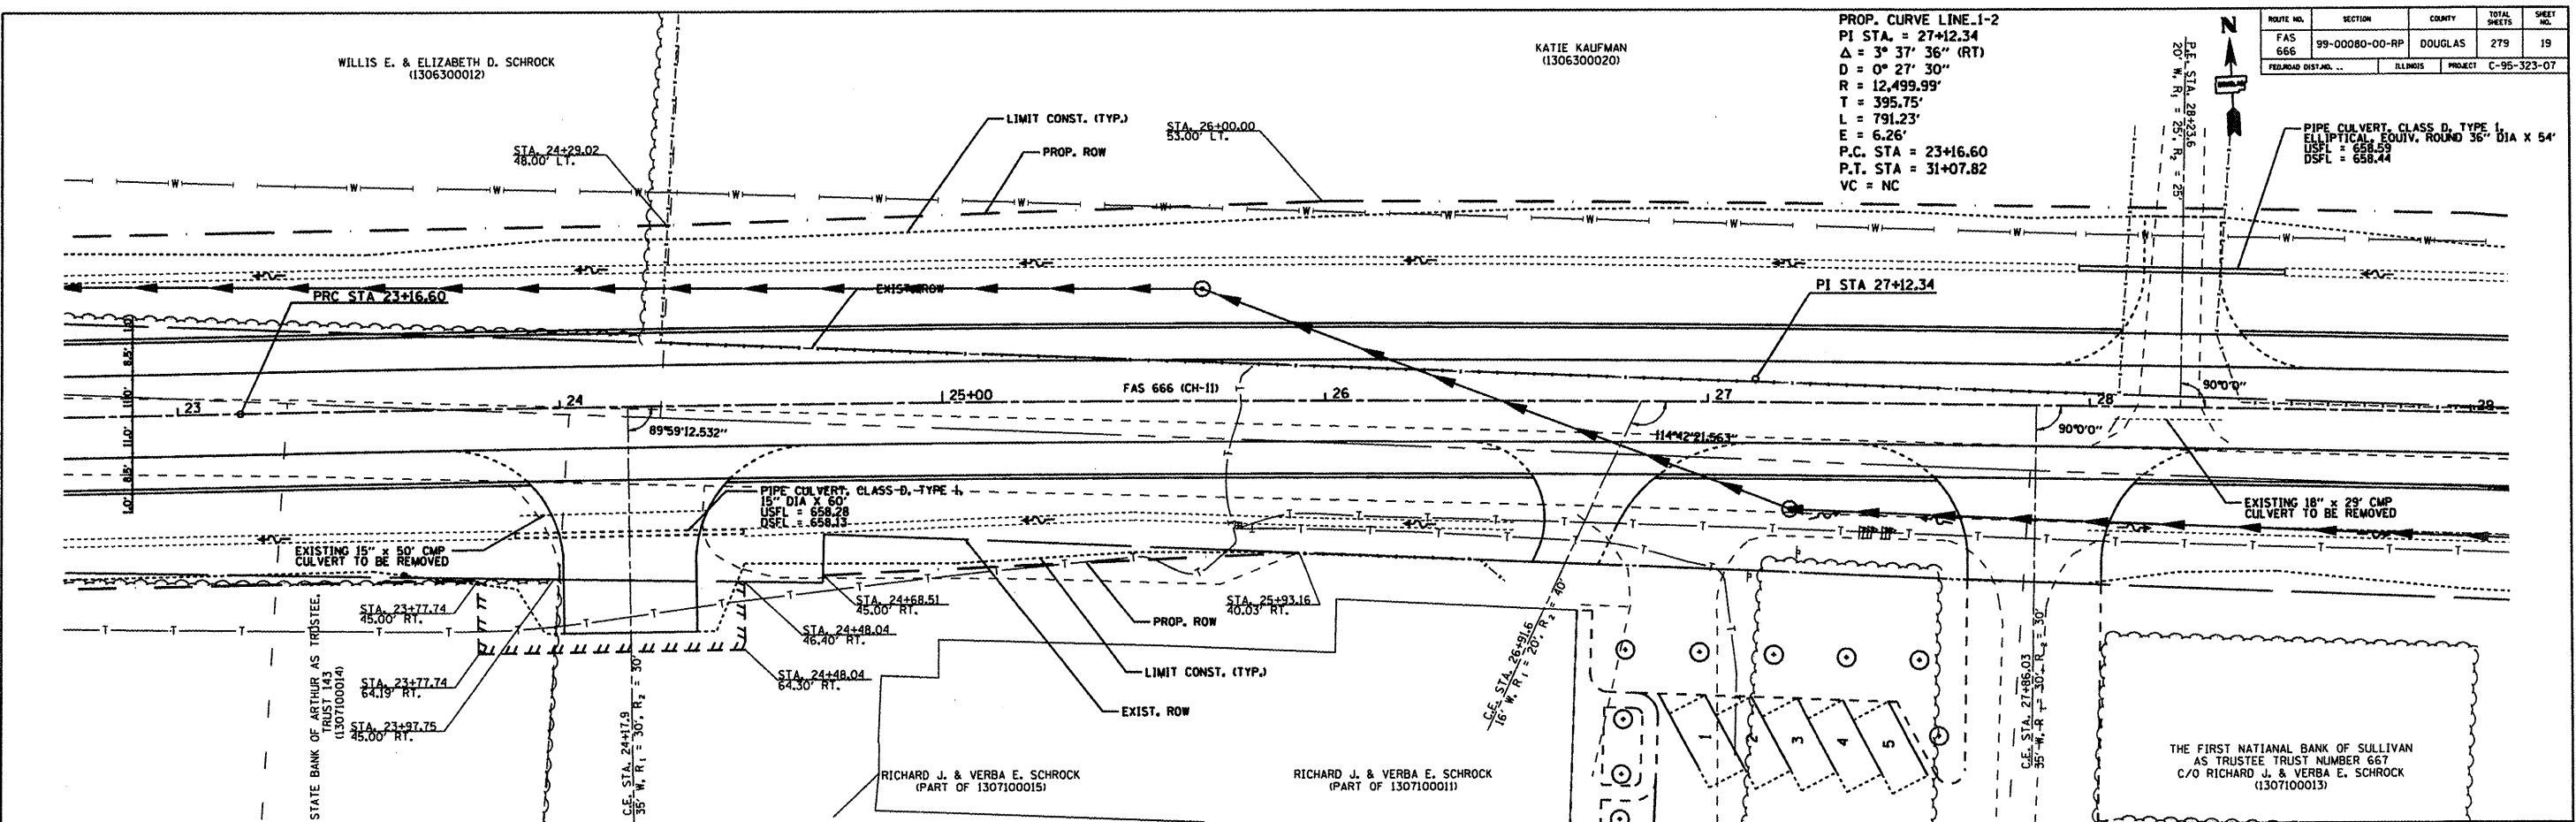 PROP. CURVE LINE_1-2
PI STA. = 27+12.34
Δ = 3° 37' 36" (RT)
D = 0° 27' 30"
R = 12,499.99'
T = 395.75'
L = 791.23'
E = 6.26'
P.C. STA = 23+16.60
P.T. STA = 31+07.82
VC = NC
N
ROUTE NO. SECTION COUNTY TOTAL SHEETS SHEET NO.
FAS 666 99-00080-00-RP DOUGLAS 279 19
ILLINOIS PROJECT C-95-323-07
WILLIS E. & ELIZABETH D. SCHROCK
(1306300012)
KATIE KAUFMAN
(1306300020)
P.E. STA. 28+23.6
20' W, R1 = 25', R2 = 25'
LIMIT CONST. (TYP.)
PROP. ROW
STA. 26+00.00
53.00' LT.
STA. 24+29.02
48.00' LT.
PIPE CULVERT, CLASS D, TYPE 1,
ELLIPTICAL, EQUIV. ROUND 36" DIA X 54'
USFL = 658.59
DSFL = 658.44
W W W W W W W W W W W W W W W W W
PRC STA 23+16.60
EXIST. ROW
PI STA 27+12.34
1.0'
8.5'
11.0'
11.0'
8.5'
1.0'
23
24
25+00
FAS 666 (CH-11)
26
27
28
29
90°0'0"
89°59'12.532"
114°42'21.563"
90°0'0"
PIPE CULVERT, CLASS-D, TYPE 1,
15" DIA X 60'
USFL = 658.28
DSFL = 658.13
EXISTING 18" x 29' CMP
CULVERT TO BE REMOVED
EXISTING 15" x 50' CMP
CULVERT TO BE REMOVED
STA. 23+77.74
45.00' RT.
STA. 24+68.51
45.00' RT.
STA. 25+93.16
40.03' RT.
STA. 24+48.04
46.40' RT.
PROP. ROW
STA. 23+77.74
64.19' RT.
STA. 24+48.04
64.30' RT.
LIMIT CONST. (TYP.)
STA. 23+97.75
45.00' RT.
EXIST. ROW
STATE BANK OF ARTHUR AS TRUSTEE,
TRUST 143
(1307100014)
C.E. STA. 24+17.9
35' W, R1 = 30', R2 = 30'
C.E. STA. 26+91.6
16' W, R1 = 20', R2 = 40'
C.E. STA. 27+86.03
35' W, R1 = 30', R2 = 30'
1
2
3
4
5
RICHARD J. & VERBA E. SCHROCK
(PART OF 1307100015)
RICHARD J. & VERBA E. SCHROCK
(PART OF 1307100011)
THE FIRST NATIANAL BANK OF SULLIVAN
AS TRUSTEE TRUST NUMBER 667
C/O RICHARD J. & VERBA E. SCHROCK
(1307100013)